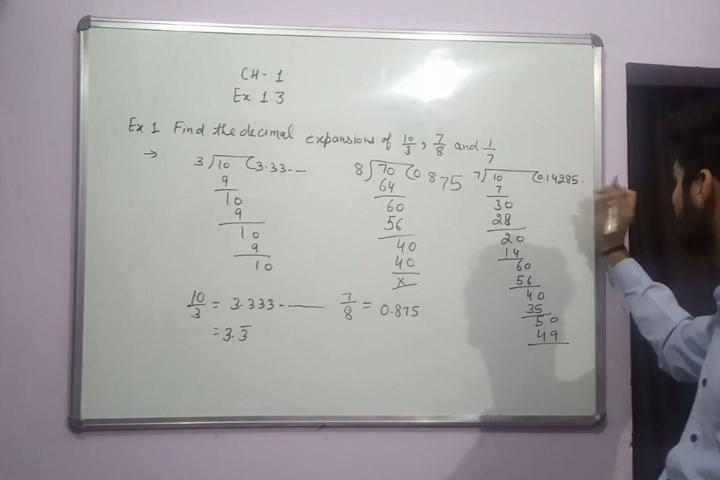 CH- 1
Ex 1.3
Ex 1 Find the decimal expansions of 10/3, 7/8 and 1/7
→ 3 ) 10 ( 3.33---
9
10
9
10
9
10
10/3 = 3.333-----
= 3.3̅
8 ) 70 ( 0.875
64
60
56
40
40
X
7/8 = 0.875
7 ) 10 ( 0.14285.
7
30
28
20
14
60
56
40
35
50
49